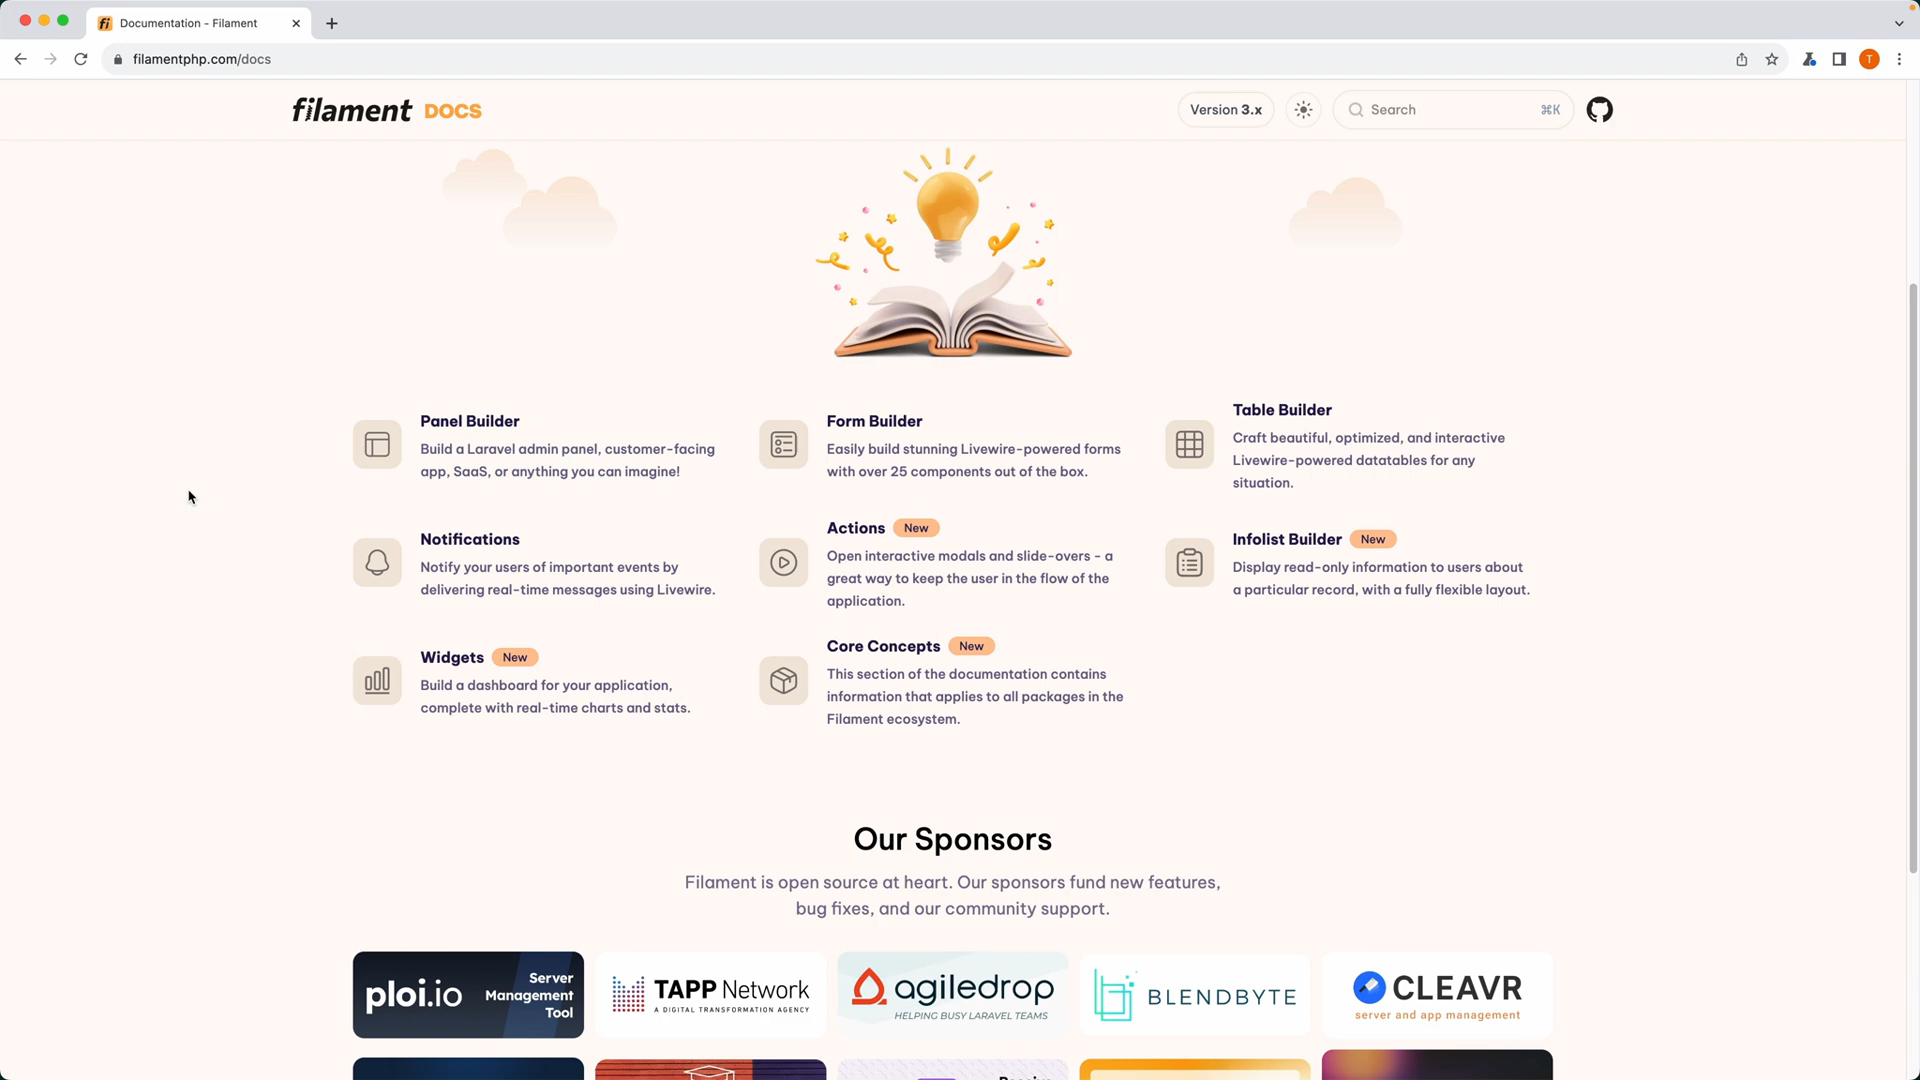 Documentation - Filament
filamentphp.com/docs
T
filament DOCS
Version 3.x
Search
⌘K
Panel Builder
Build a Laravel admin panel, customer-facing
app, SaaS, or anything you can imagine!
Form Builder
Easily build stunning Livewire-powered forms
with over 25 components out of the box.
Table Builder
Craft beautiful, optimized, and interactive
Livewire-powered datatables for any
situation.
Notifications
Notify your users of important events by
delivering real-time messages using Livewire.
Actions New
Open interactive modals and slide-overs - a
great way to keep the user in the flow of the
application.
Infolist Builder New
Display read-only information to users about
a particular record, with a fully flexible layout.
Widgets New
Build a dashboard for your application,
complete with real-time charts and stats.
Core Concepts New
This section of the documentation contains
information that applies to all packages in the
Filament ecosystem.
Our Sponsors
Filament is open source at heart. Our sponsors fund new features,
bug fixes, and our community support.
ploi.io
Server
Management
Tool
TAPP Network
A DIGITAL TRANSFORMATION AGENCY
agiledrop
HELPING BUSY LARAVEL TEAMS
BLENDBYTE
CLEAVR
server and app management